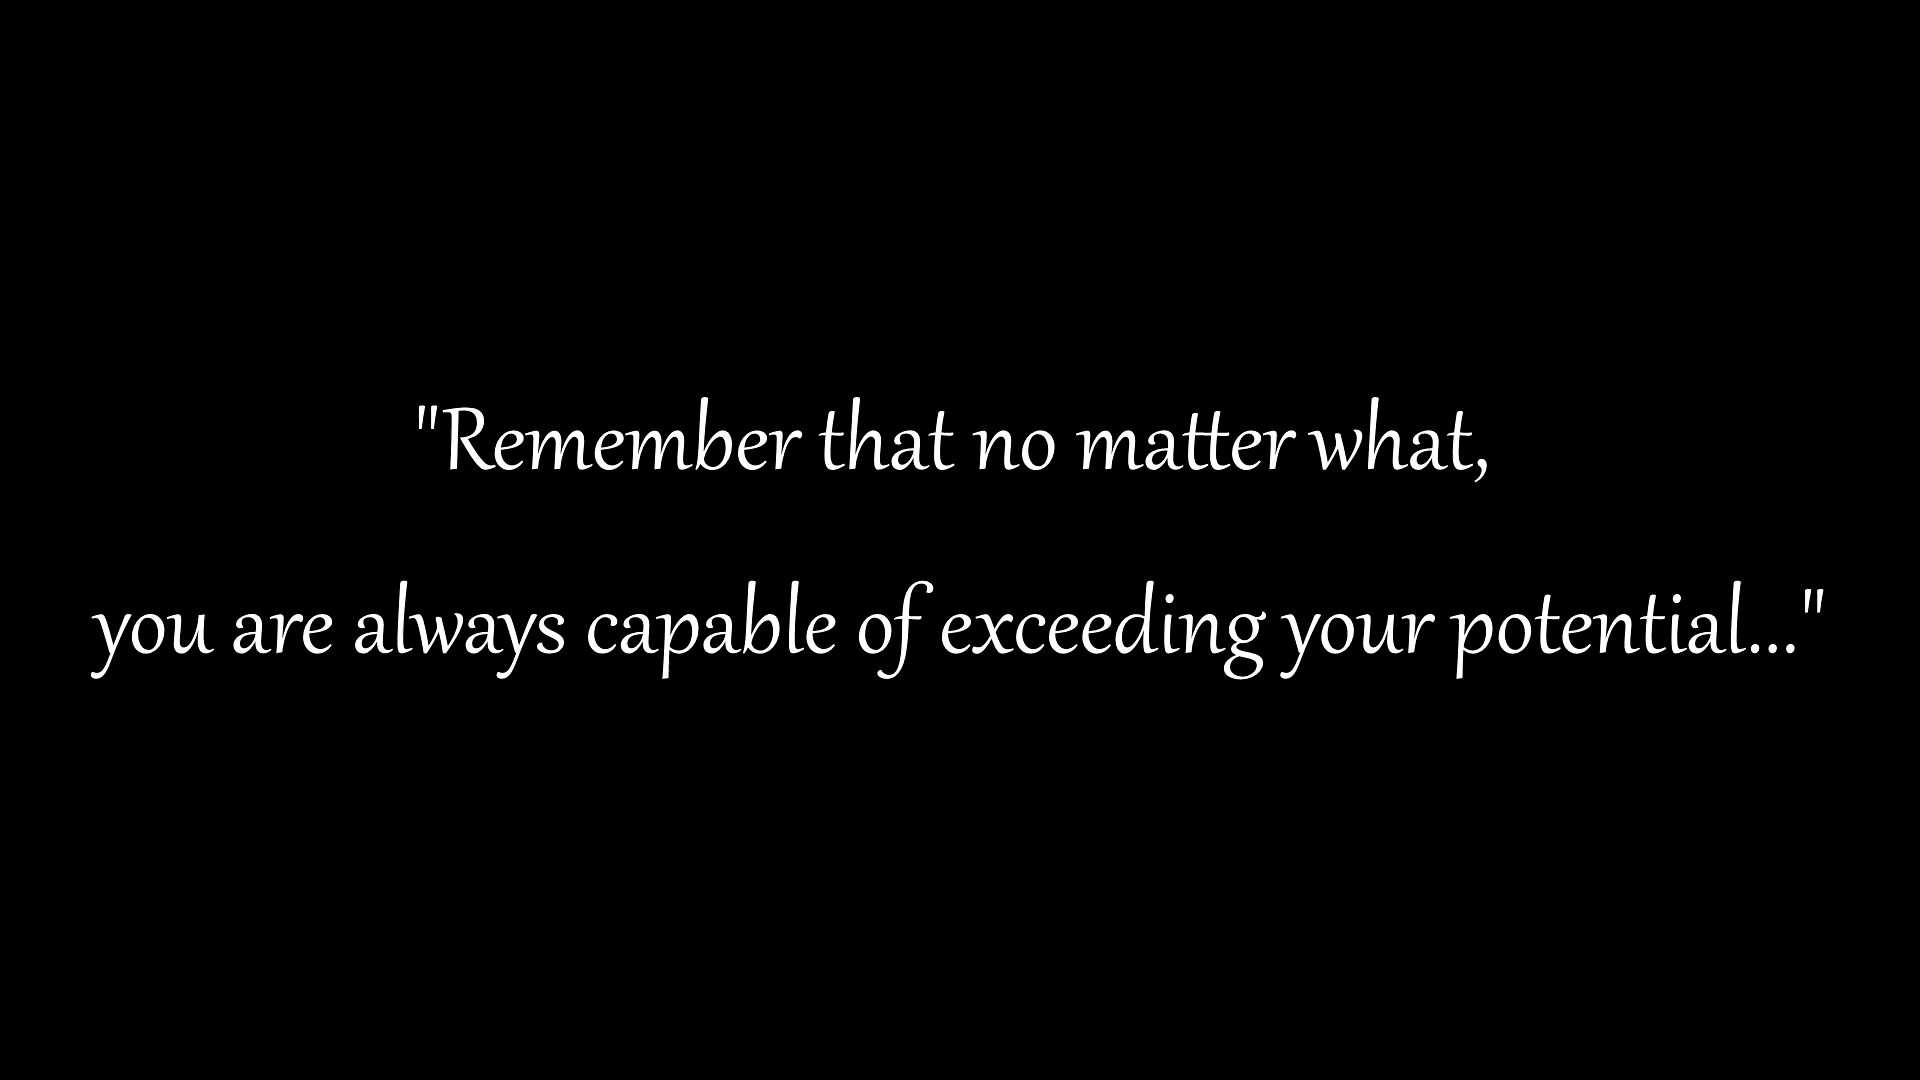 "Remember that no matter what,
you are always capable of exceeding your potential..."